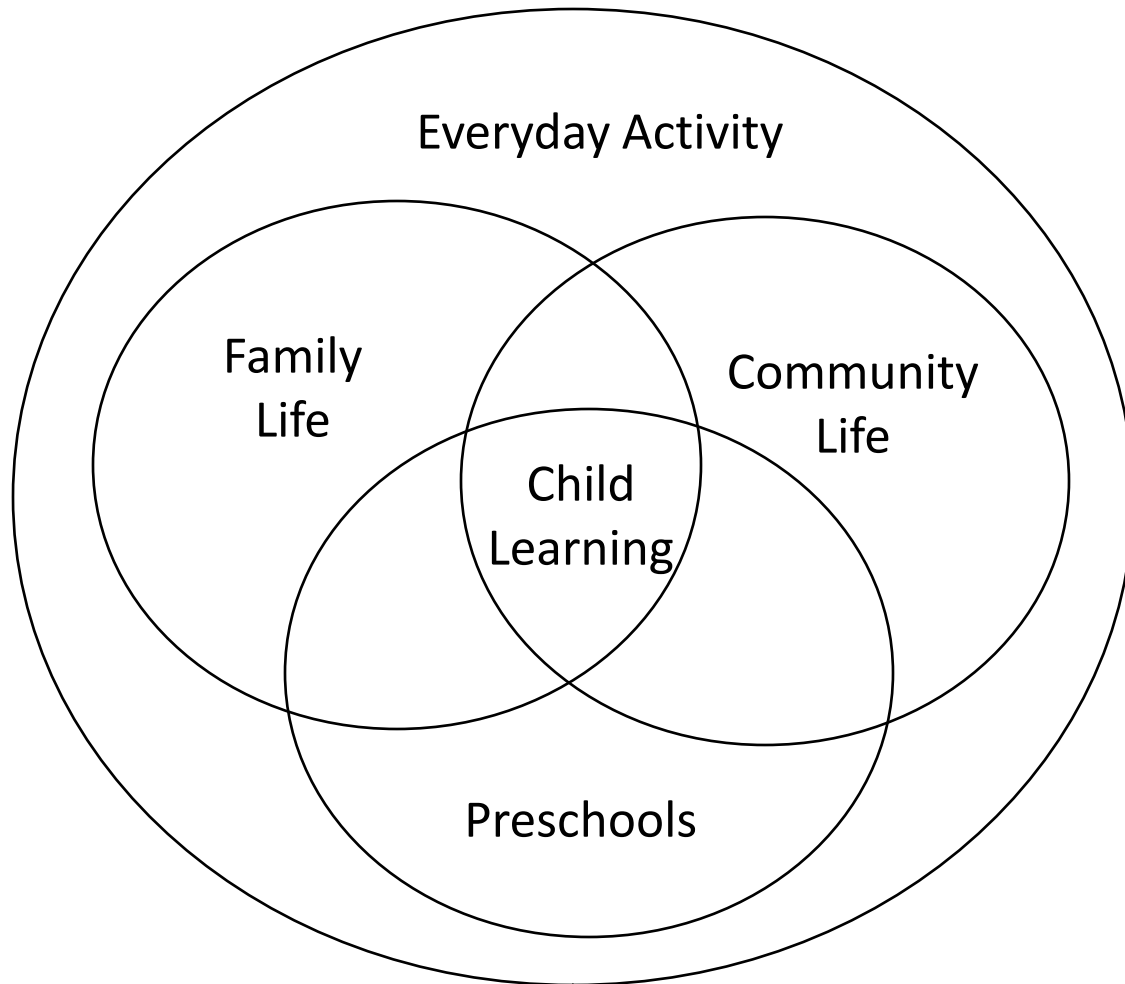 Everyday Activity
Family
Life
Community
Life
Child
Learning
Preschools